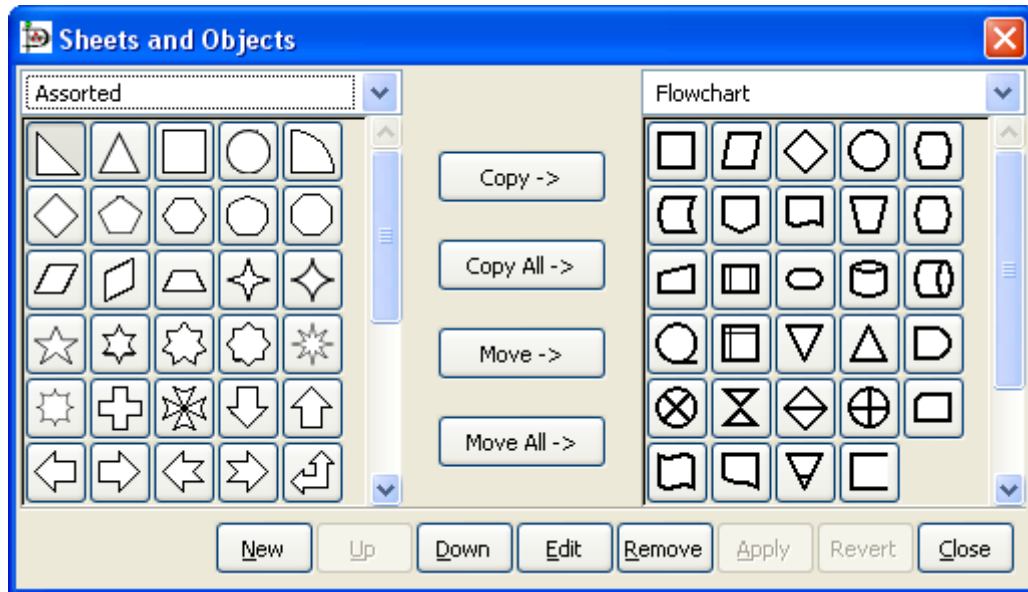 Sheets and Objects
Assorted
Flowchart
Copy ->
Copy All ->
Move ->
Move All ->
New Up Down Edit Remove Apply Revert Close